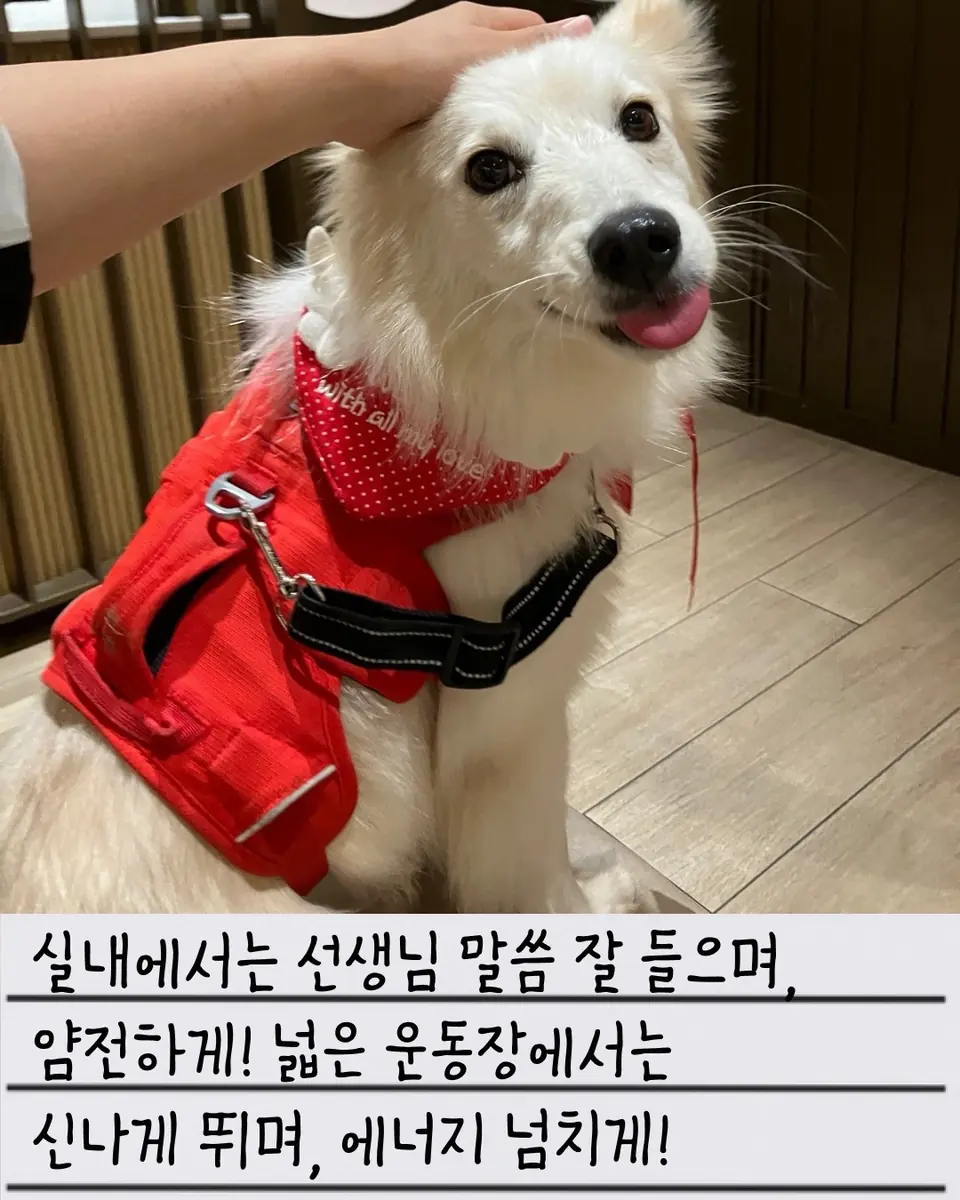 with all my love
실내에서는 선생님 말씀 잘 들으며,
얌전하게! 넓은 운동장에서는
신나게 뛰며, 에너지 넘치게!